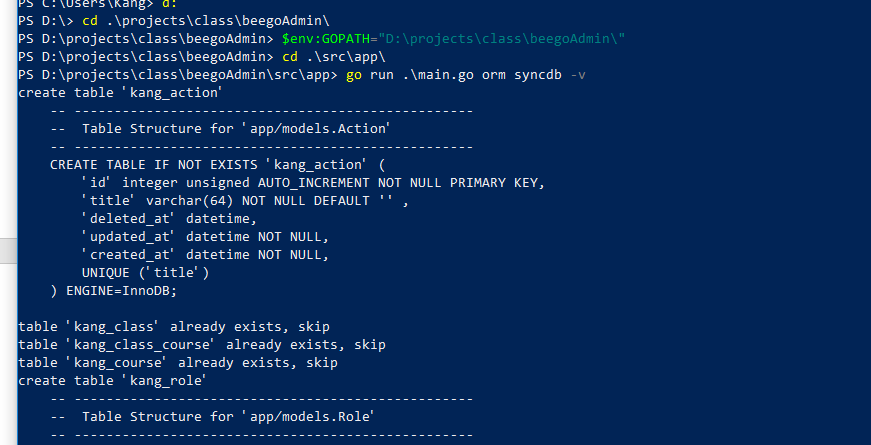 PS C:\Users\kang> d:
PS D:\> cd .\projects\class\beegoAdmin\
PS D:\projects\class\beegoAdmin> $env:GOPATH="D:\projects\class\beegoAdmin\"
PS D:\projects\class\beegoAdmin> cd .\src\app\
PS D:\projects\class\beegoAdmin\src\app> go run .\main.go orm syncdb -v
create table `kang_action`
    -- --------------------------------------------------
    --  Table Structure for `app/models.Action`
    -- --------------------------------------------------
    CREATE TABLE IF NOT EXISTS `kang_action` (
        `id` integer unsigned AUTO_INCREMENT NOT NULL PRIMARY KEY,
        `title` varchar(64) NOT NULL DEFAULT '' ,
        `deleted_at` datetime,
        `updated_at` datetime NOT NULL,
        `created_at` datetime NOT NULL,
        UNIQUE (`title`)
    ) ENGINE=InnoDB;
table `kang_class` already exists, skip
table `kang_class_course` already exists, skip
table `kang_course` already exists, skip
create table `kang_role`
    -- --------------------------------------------------
    --  Table Structure for `app/models.Role`
    -- --------------------------------------------------